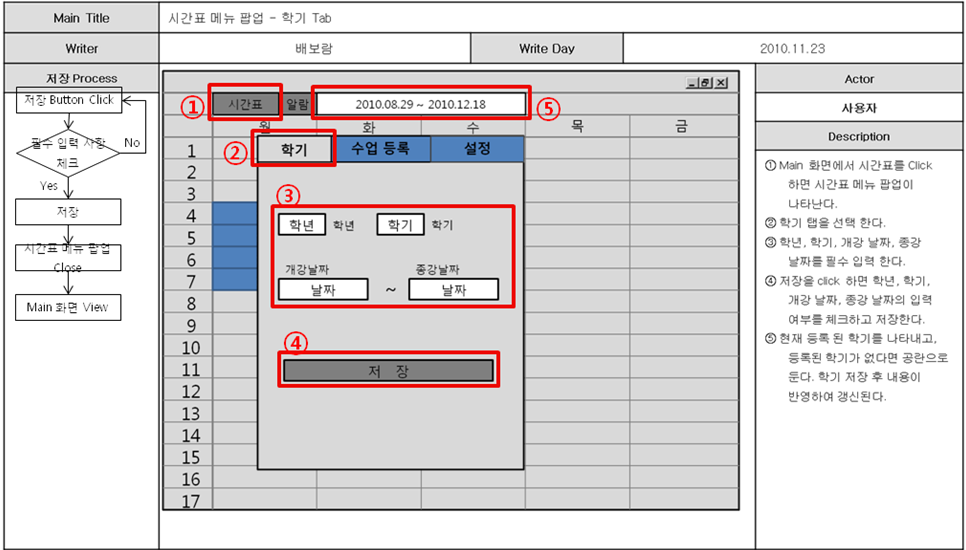 Main Title
시간표 메뉴 팝업 - 학기 Tab
Writer
배보람
Write Day
2010.11.23
저장 Process
저장 Button Click
필수 입력 사항
체크
No
Yes
저장
시간표 메뉴 팝업
Close
Main 화면 View
① 시간표
알람
2010.08.29 ~ 2010.12.18 ⑤
월
화
수
목
금
② 학기
수업 등록
설정
1
2
3
4
5
6
7
8
9
10
11
12
13
14
15
16
17
③
학년 학년 학기 학기
개강날짜 종강날짜
날짜 ~ 날짜
④
저 장
Actor
사용자
Description
① Main 화면에서 시간표를 Click
하면 시간표 메뉴 팝업이
나타난다.
② 학기 탭을 선택 한다.
③ 학년, 학기, 개강 날짜, 종강
날짜를 필수 입력 한다.
④ 저장을 click 하면 학년, 학기,
개강 날짜, 종강 날짜의 입력
여부를 체크하고 저장한다.
⑤ 현재 등록 된 학기를 나타내고,
등록된 학기가 없다면 공란으로
둔다. 학기 저장 후 내용이
반영하여 갱신된다.